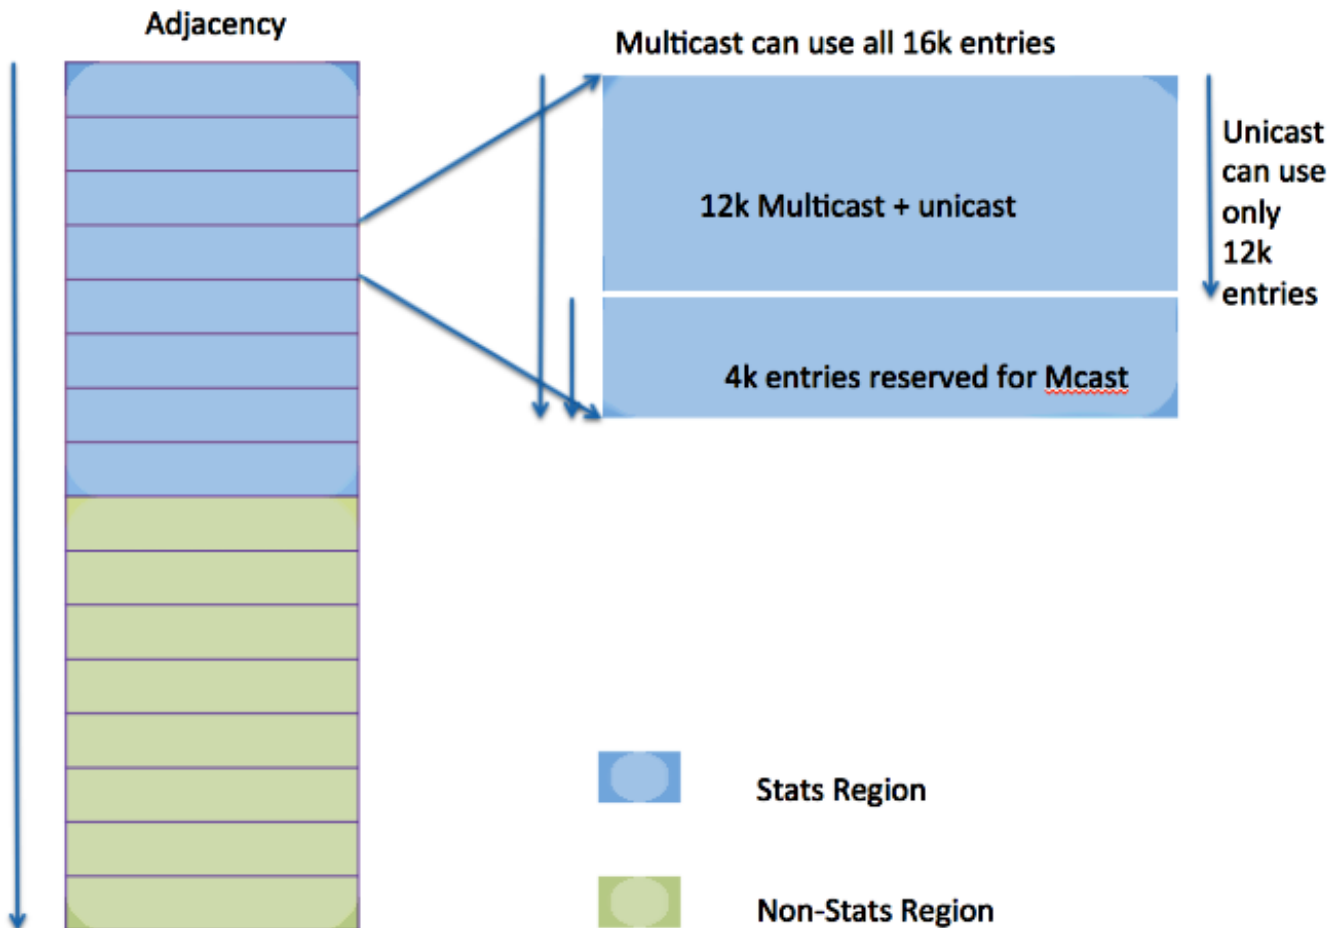 Adjacency
Multicast can use all 16k entries
12k Multicast + unicast
4k entries reserved for Mcast
Unicast
can use
only
12k
entries
Stats Region
Non-Stats Region